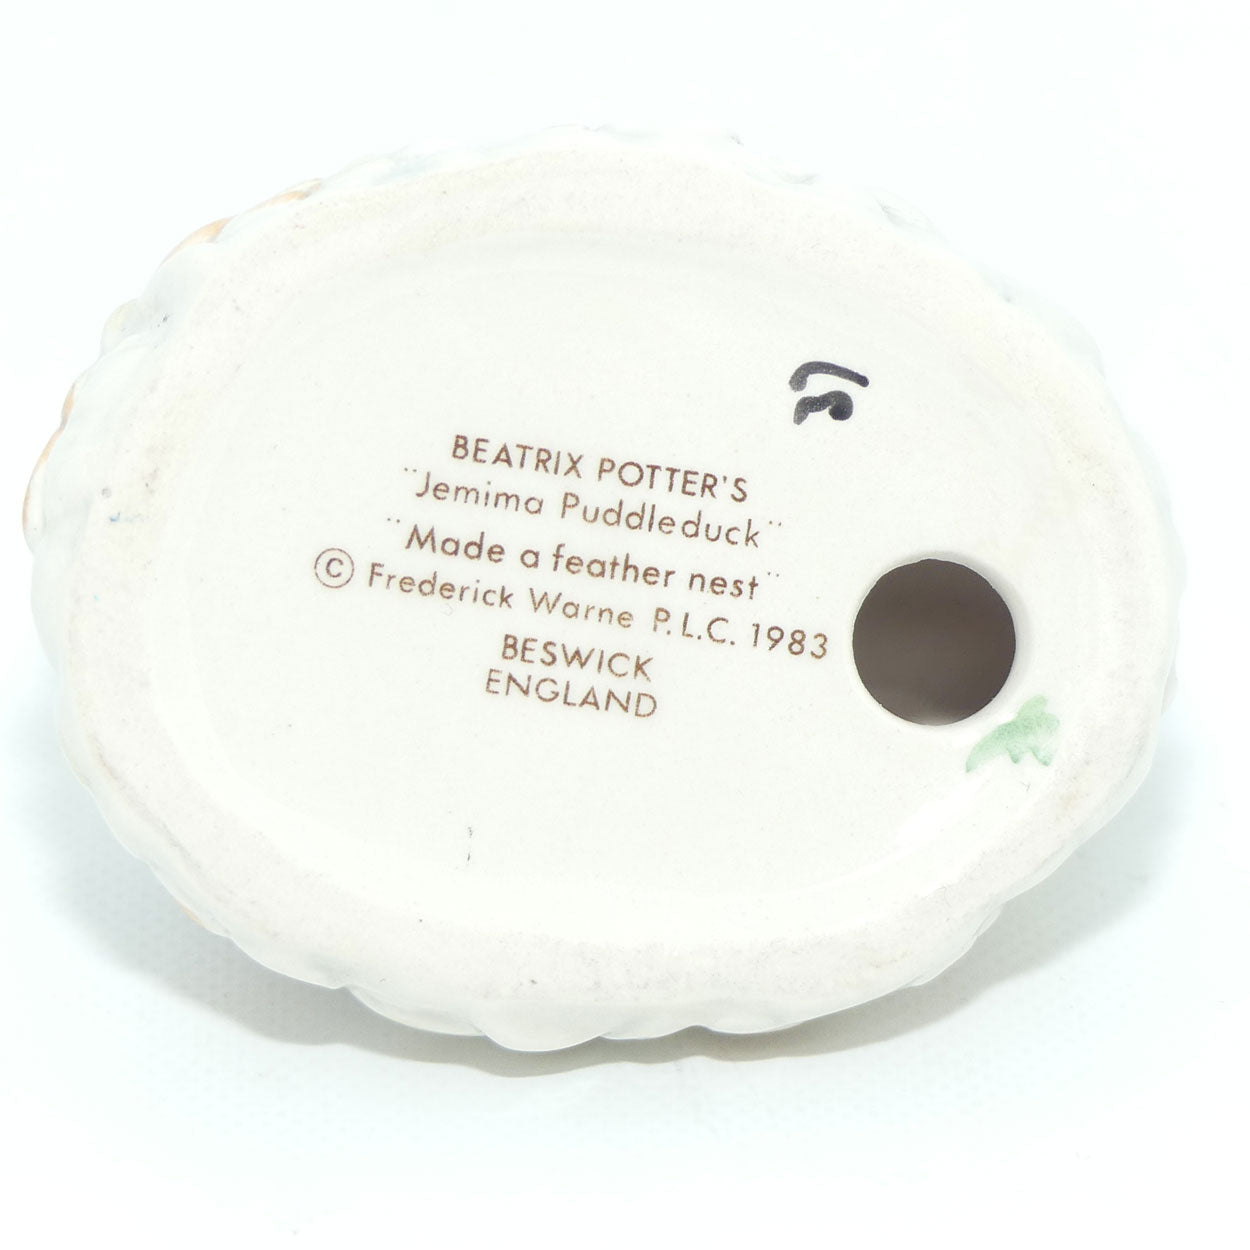 BEATRIX POTTER'S
"Jemima Puddleduck"
"Made a feather nest"
© Frederick Warne P.L.C. 1983
BESWICK
ENGLAND